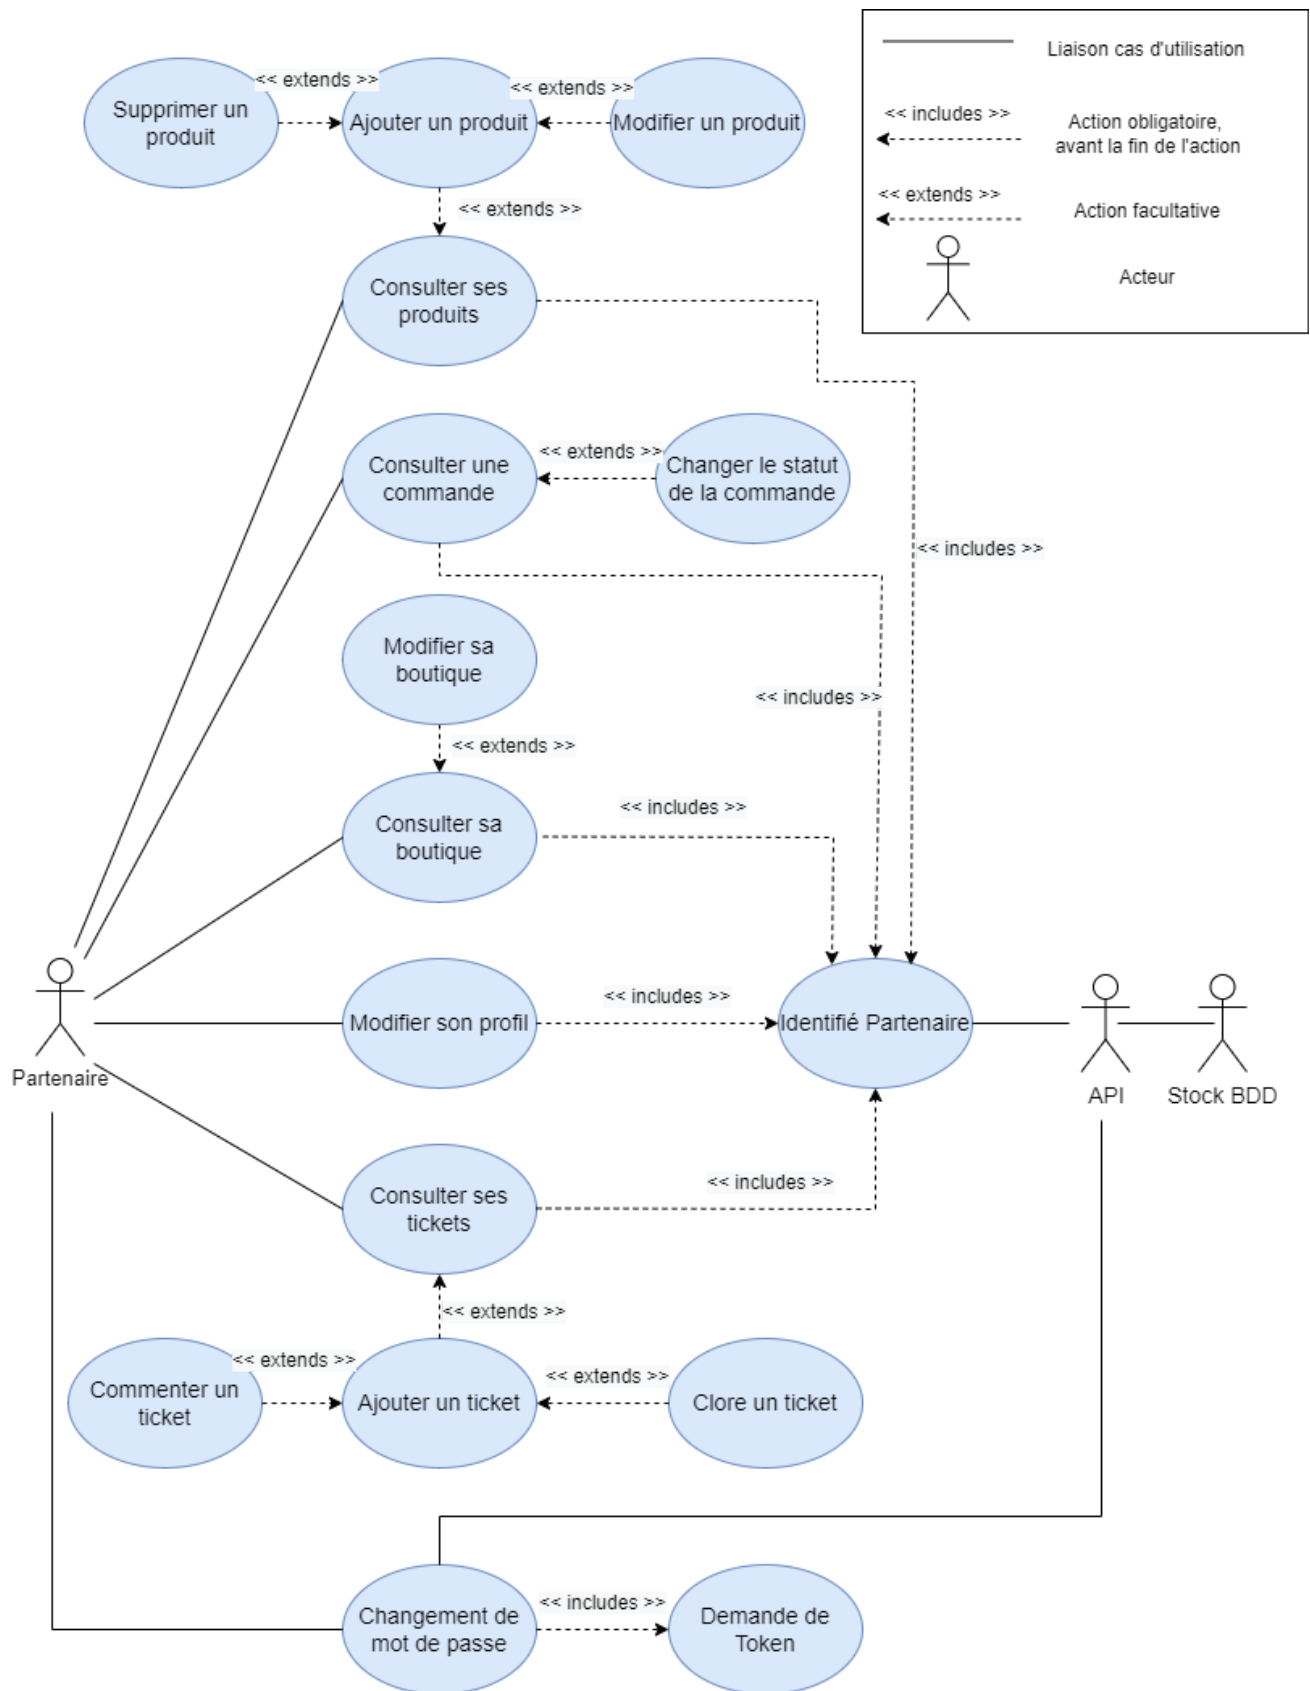 Liaison cas d'utilisation
<< includes >>
Action obligatoire,
avant la fin de l'action
<< extends >>
Action facultative
Acteur
<< extends >>
<< extends >>
Supprimer un
produit
Ajouter un produit
Modifier un produit
<< extends >>
Consulter ses
produits
Consulter une
commande
<< extends >>
Changer le statut
de la commande
<< includes >>
Modifier sa
boutique
<< includes >>
<< extends >>
Consulter sa
boutique
<< includes >>
Partenaire
Modifier son profil
<< includes >>
Identifié Partenaire
API
Stock BDD
Consulter ses
tickets
<< includes >>
<< extends >>
Commenter un
ticket
<< extends >>
Ajouter un ticket
<< extends >>
Clore un ticket
Changement de
mot de passe
<< includes >>
Demande de
Token